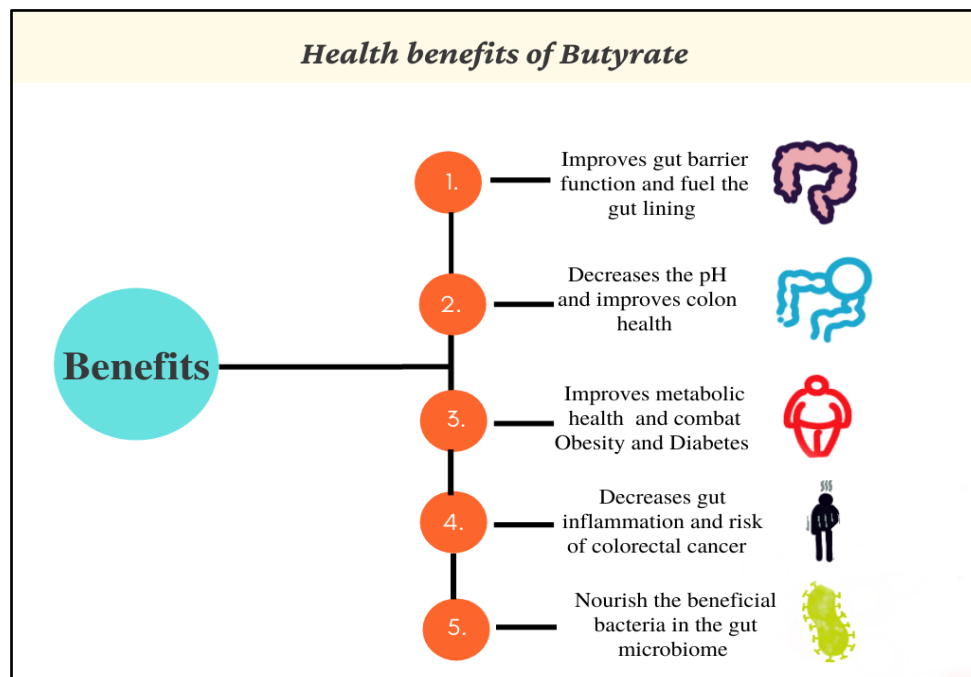 Health benefits of Butyrate
Benefits
1.
Improves gut barrier
function and fuel the
gut lining
2.
Decreases the pH
and improves colon
health
3.
Improves metabolic
health and combat
Obesity and Diabetes
4.
Decreases gut
inflammation and risk
of colorectal cancer
5.
Nourish the beneficial
bacteria in the gut
microbiome